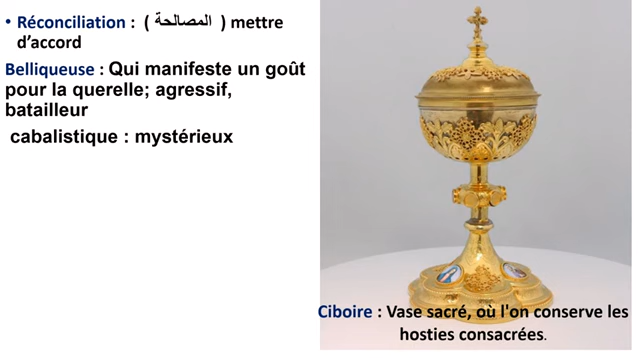 • Réconciliation : ( المصالحة ) mettre
d’accord
Belliqueuse : Qui manifeste un goût
pour la querelle; agressif,
batailleur
cabalistique : mystérieux
Ciboire : Vase sacré, où l'on conserve les
hosties consacrées.